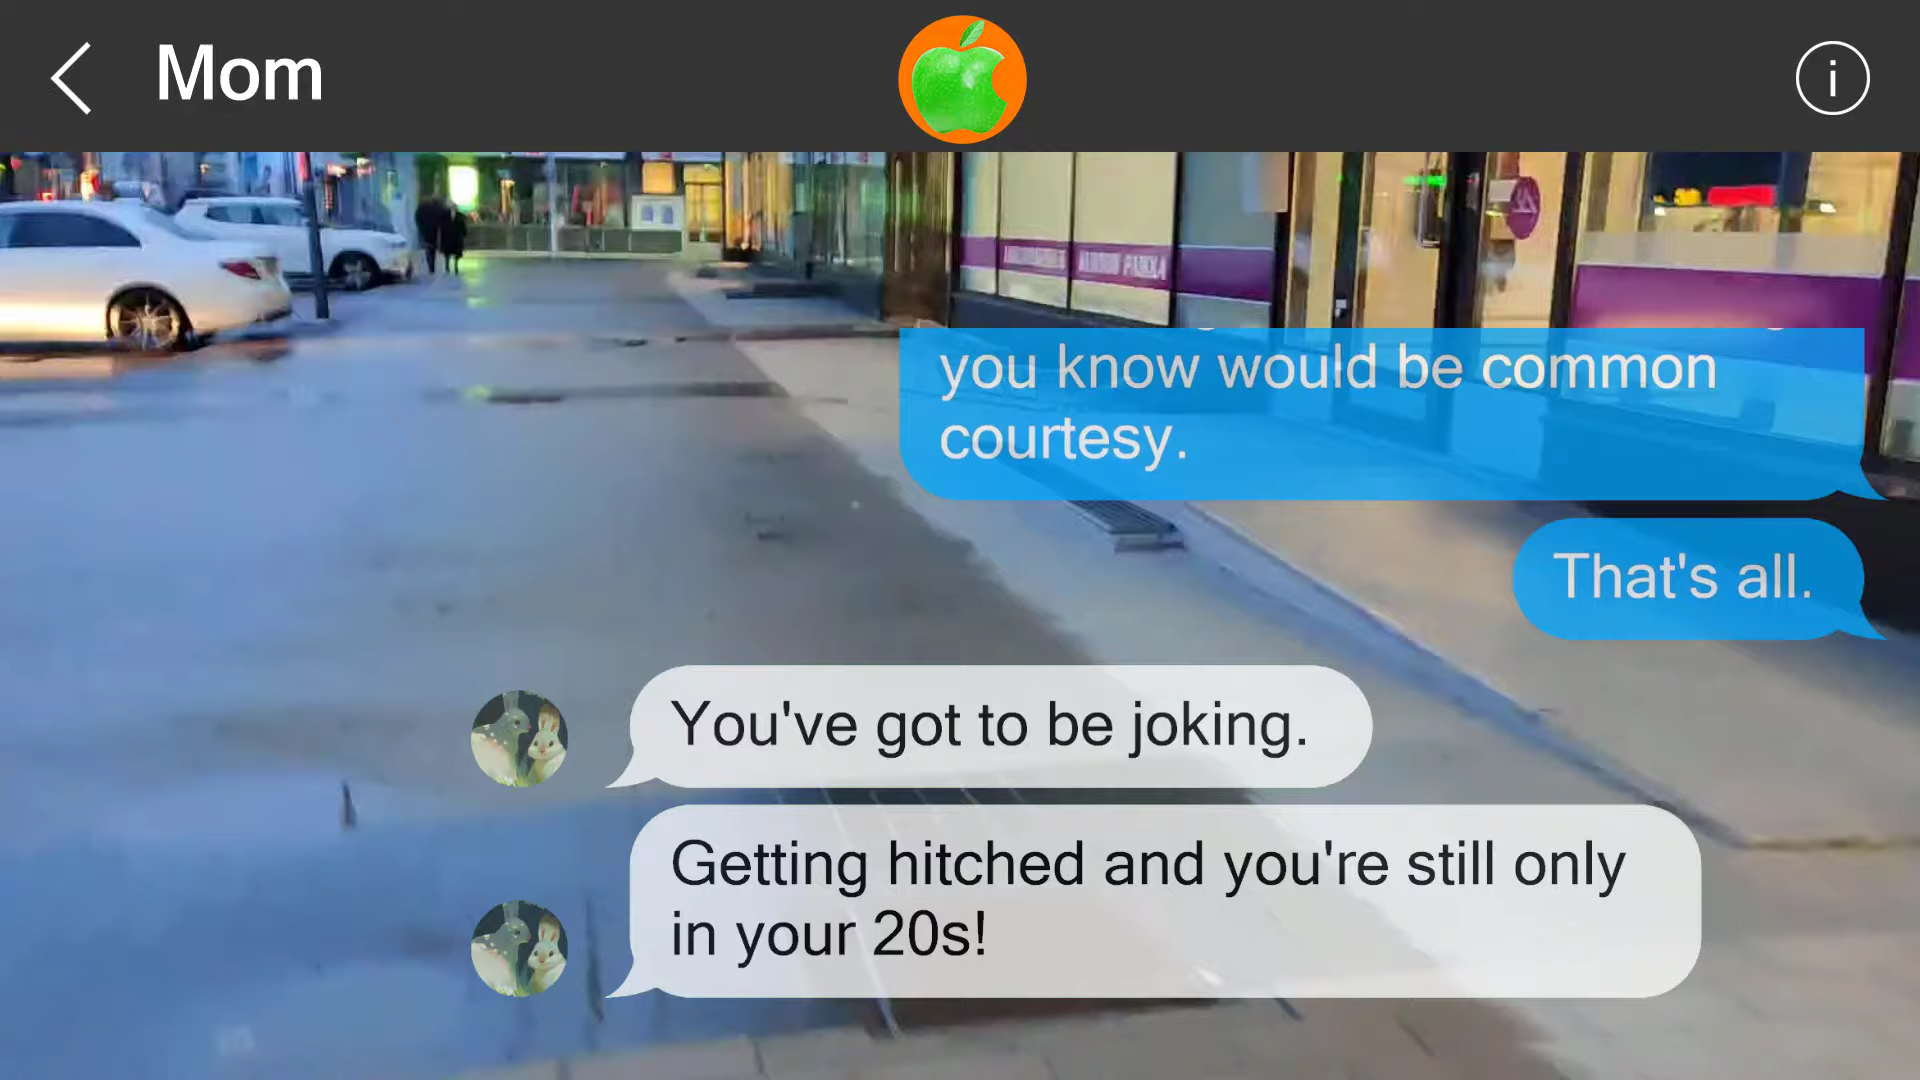 Mom
i
you know would be common
courtesy.
That's all.
You've got to be joking.
Getting hitched and you're still only
in your 20s!